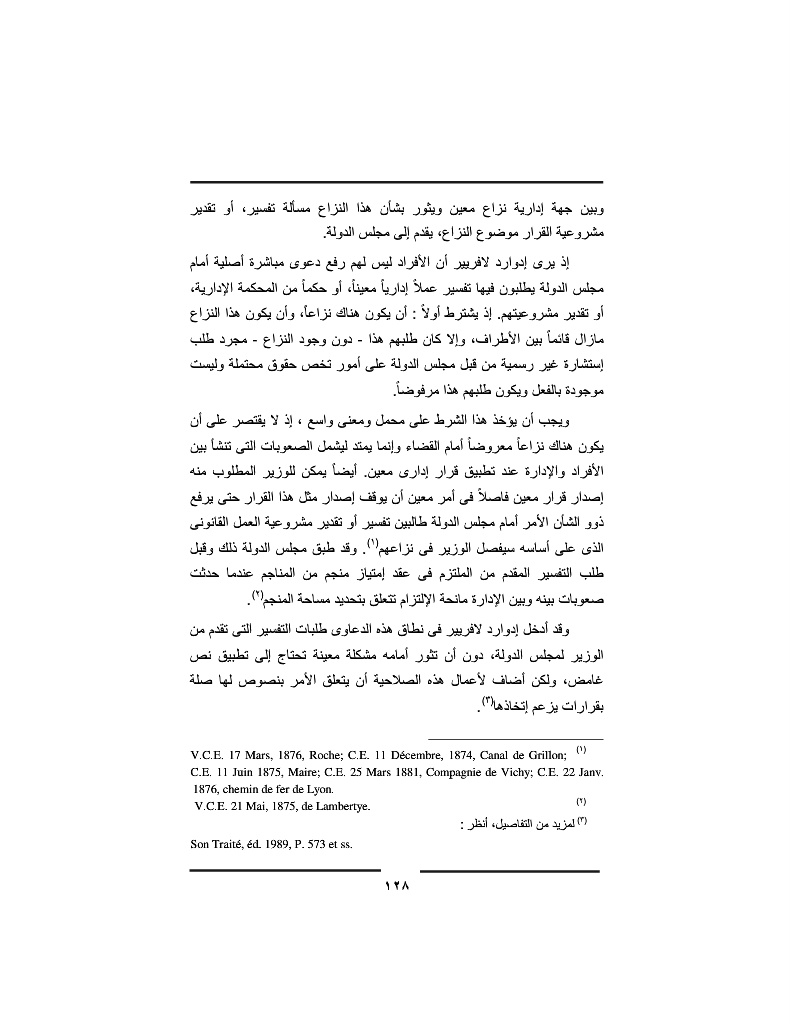 وبين جهة إدارية نزاع معين ويثور بشأن هذا النزاع مسألة تفسير، أو تقدير
مشروعية القرار موضوع النزاع، يقدم إلى مجلس الدولة.
إذ يرى إدوارد لافريير أن الأفراد ليس لهم رفع دعوى مباشرة أصلية أمام
مجلس الدولة يطلبون فيها تفسير عملاً إدارياً معيناً، أو حكماً من المحكمة الإدارية،
أو تقدير مشروعيتهم. إذ يشترط أولاً : أن يكون هناك نزاعاً، وأن يكون هذا النزاع
مازال قائماً بين الأطراف، وإلا كان طلبهم هذا - دون وجود النزاع - مجرد طلب
إستشارة غير رسمية من قبل مجلس الدولة على أمور تخص حقوق محتملة وليست
موجودة بالفعل ويكون طلبهم هذا مرفوضاً.
ويجب أن يؤخذ هذا الشرط على محمل ومعنى واسع ، إذ لا يقتصر على أن
يكون هناك نزاعاً معروضاً أمام القضاء وإنما يمتد ليشمل الصعوبات التى تنشأ بين
الأفراد والإدارة عند تطبيق قرار إدارى معين. أيضاً يمكن للوزير المطلوب منه
إصدار قرار معين فاصلاً فى أمر معين أن يوقف إصدار مثل هذا القرار حتى يرفع
ذوو الشأن الأمر أمام مجلس الدولة طالبين تفسير أو تقدير مشروعية العمل القانونى
الذى على أساسه سيفصل الوزير فى نزاعهم(١). وقد طبق مجلس الدولة ذلك وقبل
طلب التفسير المقدم من الملتزم فى عقد إمتياز منجم من المناجم عندما حدثت
صعوبات بينه وبين الإدارة مانحة الإلتزام تتعلق بتحديد مساحة المنجم(٢).
وقد أدخل إدوارد لافريير فى نطاق هذه الدعاوى طلبات التفسير التى تقدم من
الوزير لمجلس الدولة، دون أن تثور أمامه مشكلة معينة تحتاج إلى تطبيق نص
غامض، ولكن أضاف لأعمال هذه الصلاحية أن يتعلق الأمر بنصوص لها صلة
بقرارات يزعم إتخاذها(٣).
(١) V.C.E. 17 Mars, 1876, Roche; C.E. 11 Décembre, 1874, Canal de Grillon;
C.E. 11 Juin 1875, Maire; C.E. 25 Mars 1881, Compagnie de Vichy; C.E. 22 Janv.
1876, chemin de fer de Lyon.
(٢) V.C.E. 21 Mai, 1875, de Lambertye.
(٣) لمزيد من التفاصيل، أنظر :
Son Traité, éd. 1989, P. 573 et ss.
١٢٨